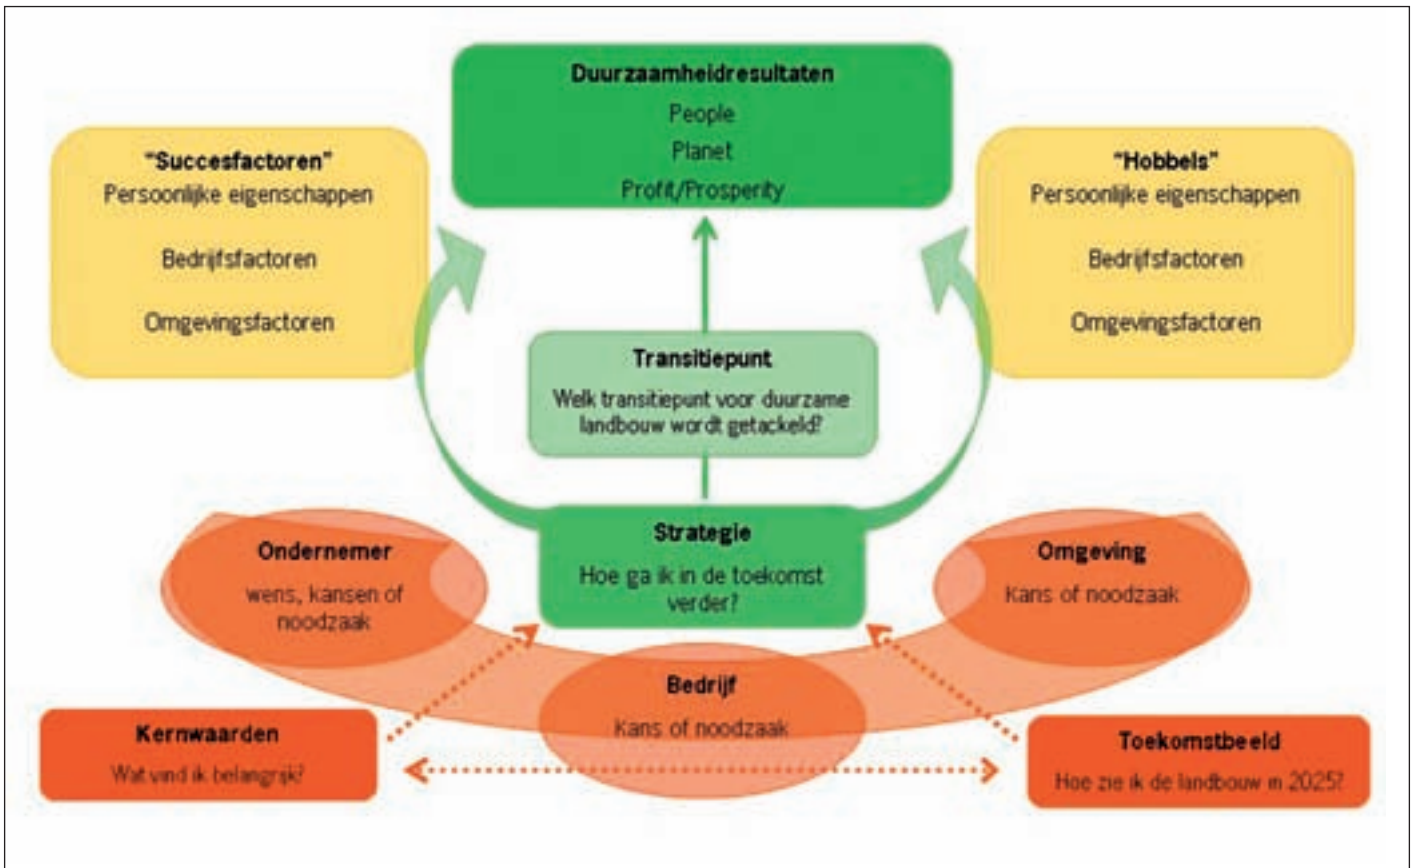 Duurzaamheidresultaten
People
Planet
Profit/Prosperity
“Succesfactoren”
Persoonlijke eigenschappen
Bedrijfsfactoren
Omgevingsfactoren
“Hobbels”
Persoonlijke eigenschappen
Bedrijfsfactoren
Omgevingsfactoren
Transitiepunt
Welk transitiepunt voor duurzame
landbouw wordt getackeld?
Strategie
Hoe ga ik in de toekomst
verder?
Ondernemer
wens, kansen of
noodzaak
Omgeving
Kans of noodzaak
Bedrijf
Kans of noodzaak
Kernwaarden
Wat vind ik belangrijk?
Toekomstbeeld
Hoe zie ik de landbouw in 2025?